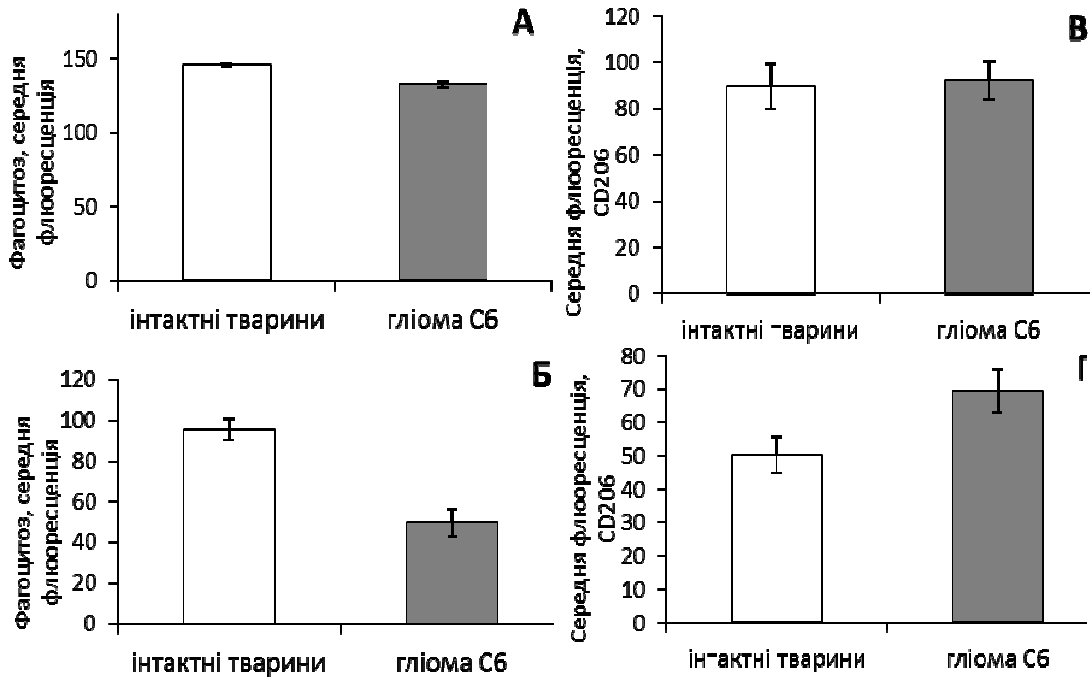 А
Фагоцитоз, середня
флюоресценція
150
100
50
0
інтактні тварини
гліома С6
В
Середня флюоресценція,
CD206
120
100
80
60
40
20
0
інтактні тварини
гліома С6
Б
Фагоцитоз, середня
флюоресценція
120
100
80
60
40
20
0
інтактні тварини
гліома С6
Г
Середня флюоресценція,
CD206
80
70
60
50
40
30
20
10
0
інтактні тварини
гліома С6